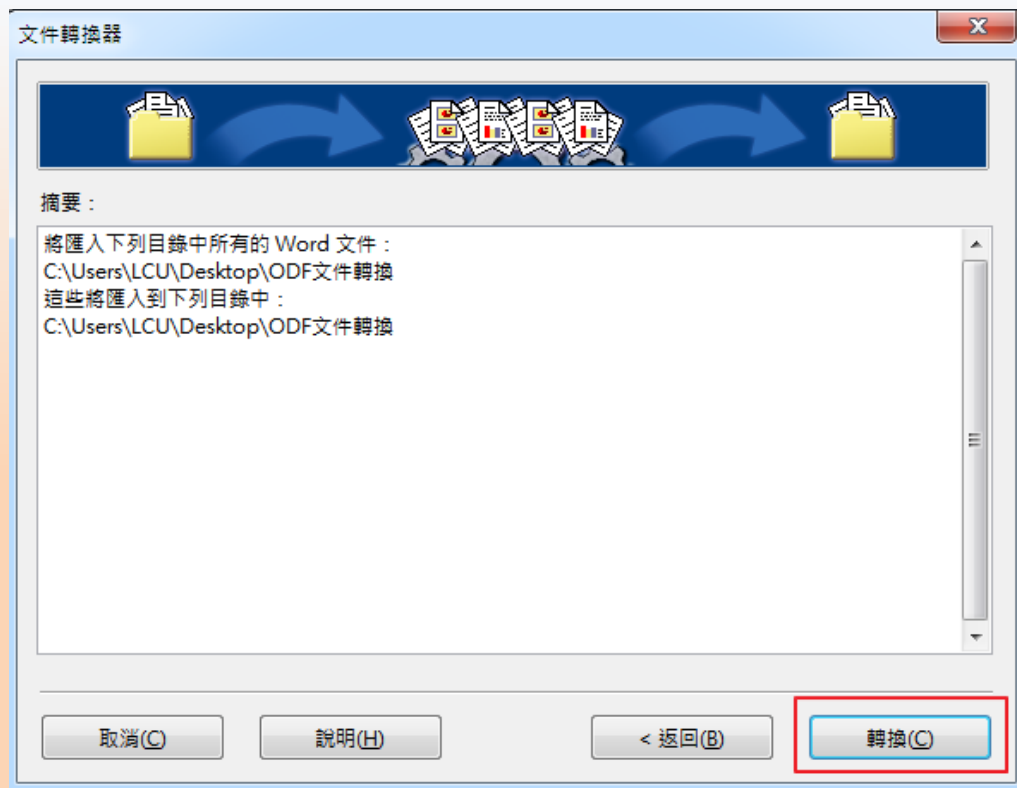 文件轉換器
摘要：
將匯入下列目錄中所有的 Word 文件：
C:\Users\LCU\Desktop\ODF文件轉換
這些將匯入到下列目錄中：
C:\Users\LCU\Desktop\ODF文件轉換
取消(C) 說明(H) < 返回(B) 轉換(C)